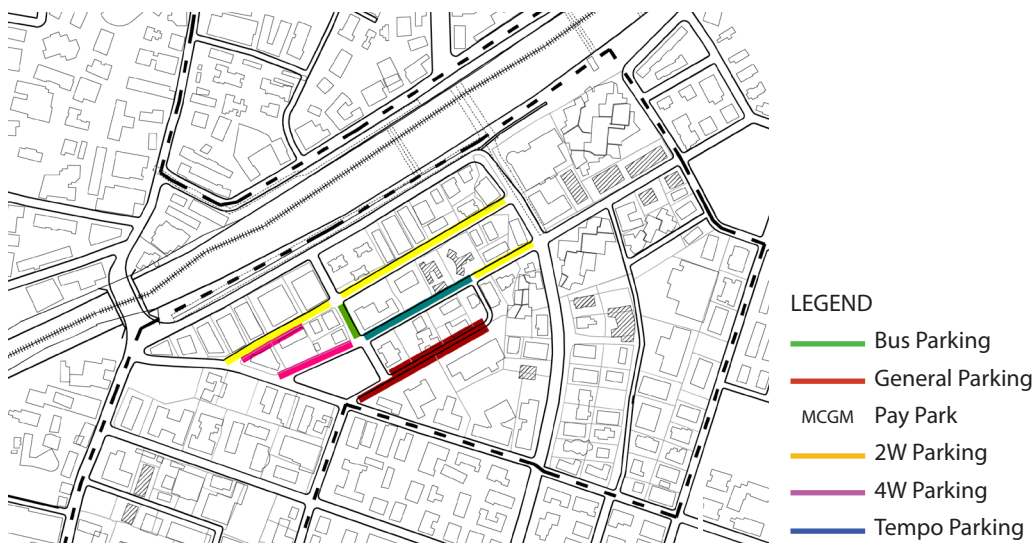 LEGEND
Bus Parking
General Parking
MCGM Pay Park
2W Parking
4W Parking
Tempo Parking